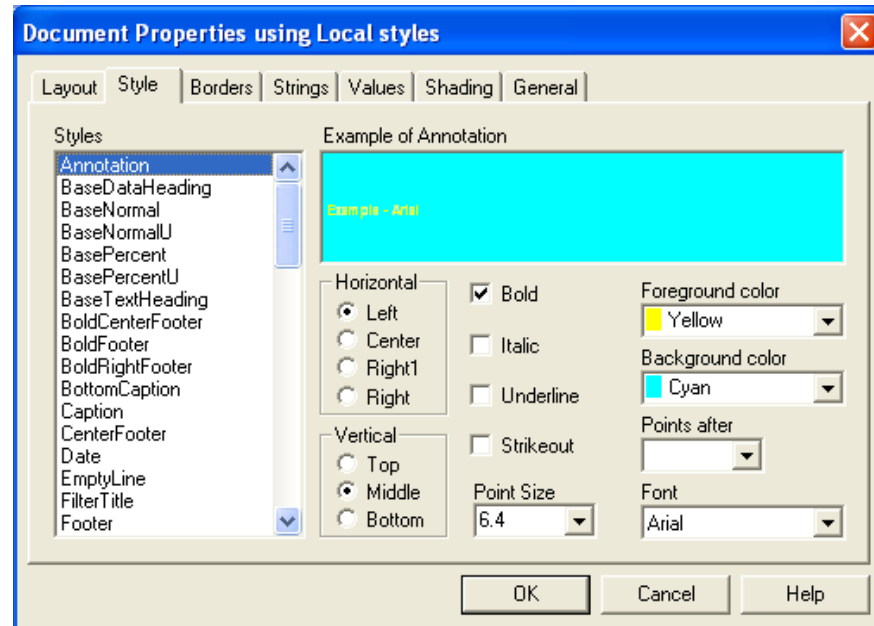 Document Properties using Local styles
Layout Style Borders Strings Values Shading General
Styles
Annotation
BaseDataHeading
BaseNormal
BaseNormalU
BasePercent
BasePercentU
BaseTextHeading
BoldCenterFooter
BoldFooter
BoldRightFooter
BottomCaption
Caption
CenterFooter
Date
EmptyLine
FilterTitle
Footer
Example of Annotation
Example - Arial
Horizontal
Left
Center
Right1
Right
Vertical
Top
Middle
Bottom
Bold
Italic
Underline
Strikeout
Point Size
6.4
Foreground color
Yellow
Background color
Cyan
Points after
Font
Arial
OK Cancel Help